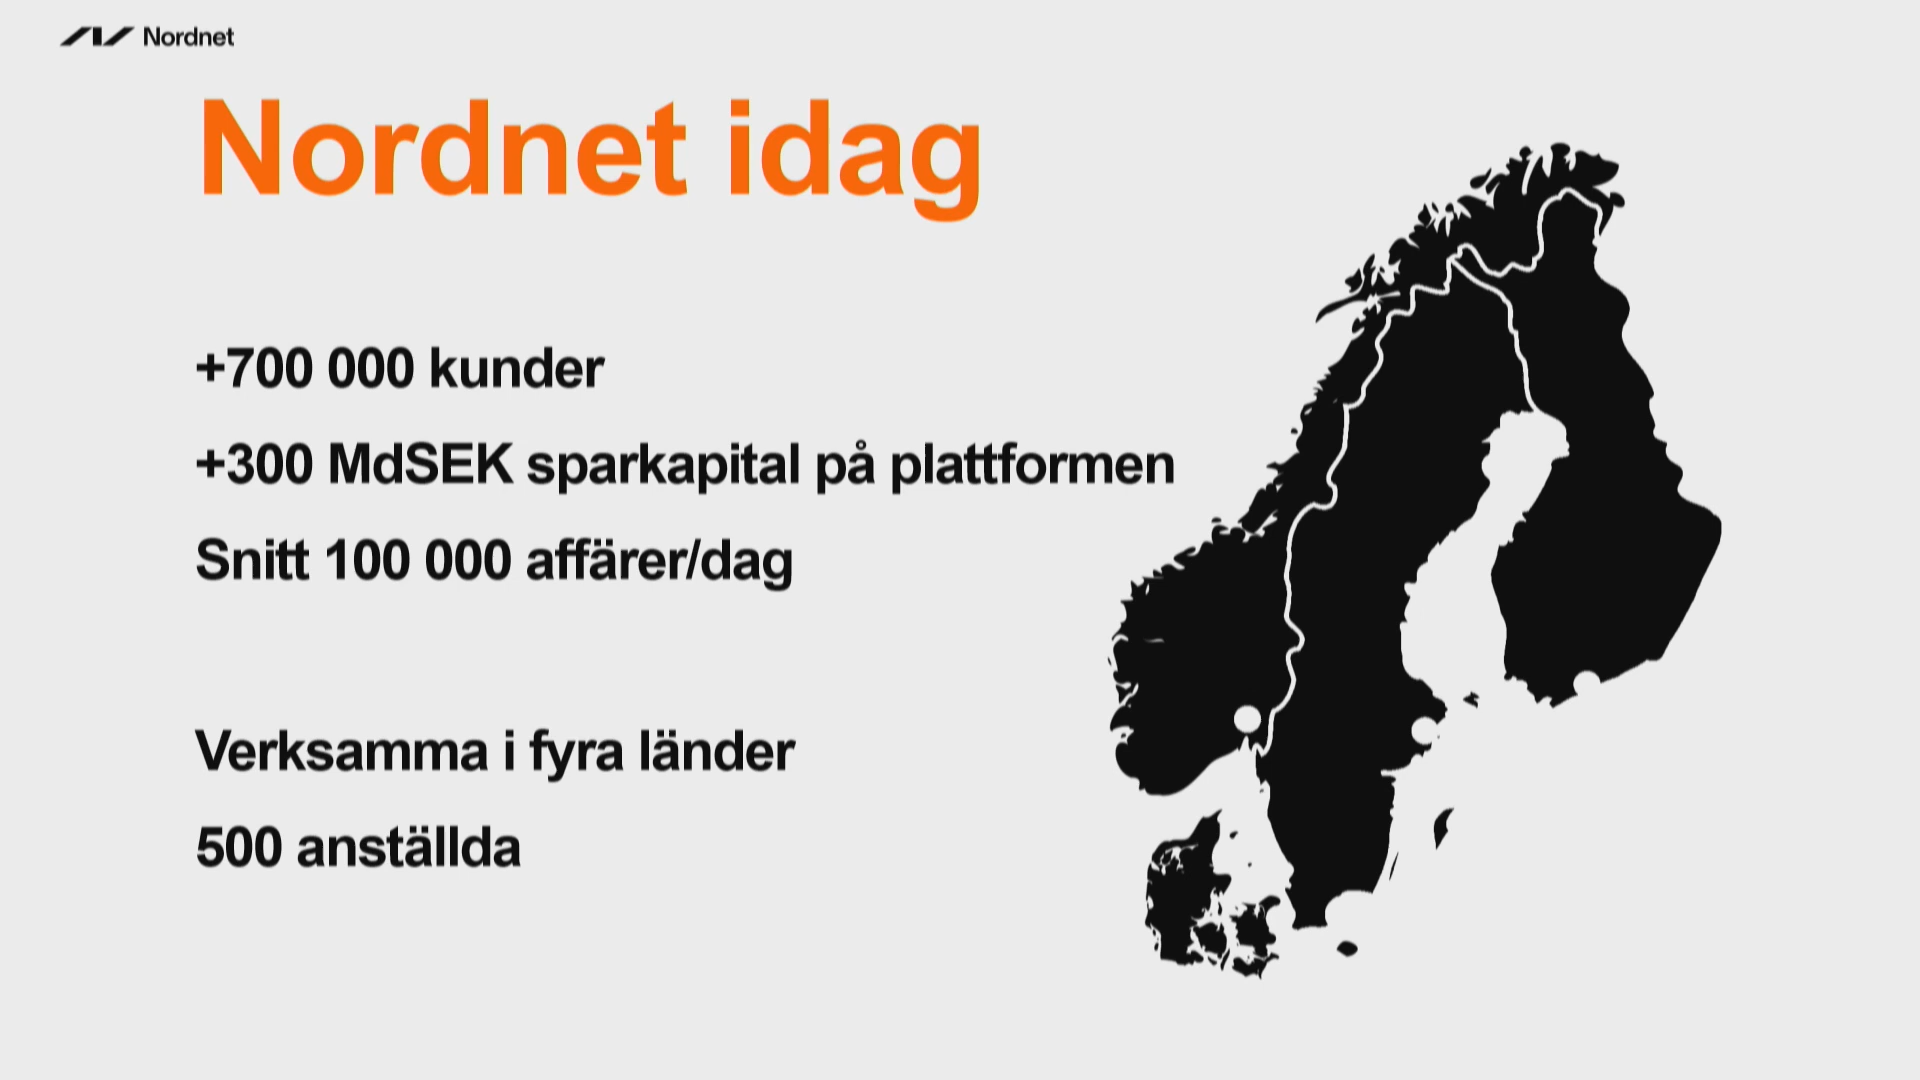 Nordnet
Nordnet idag
+700 000 kunder
+300 MdSEK sparkapital på plattformen
Snitt 100 000 affärer/dag
Verksamma i fyra länder
500 anställda